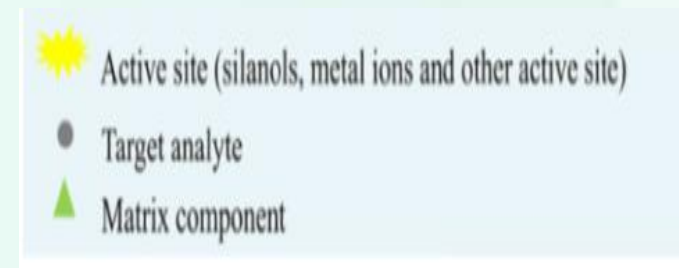 Active site (silanols, metal ions and other active site)
Target analyte
Matrix component